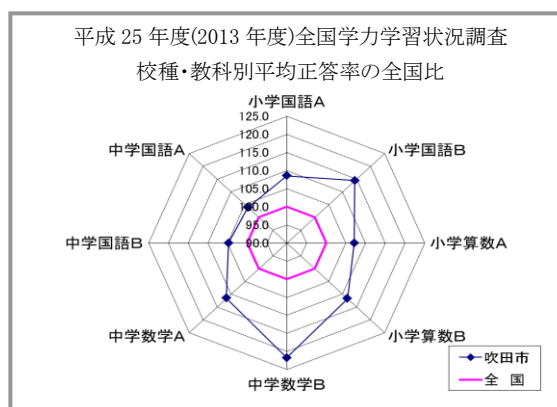 平成 25 年度(2013 年度)全国学力学習状況調査
校種・教科別平均正答率の全国比
小学国語A
125.0
120.0
115.0
110.0
105.0
100.0
95.0
90.0
中学国語A
小学国語B
中学国語B
小学算数A
中学数学A
小学算数B
中学数学B
吹田市
全 国